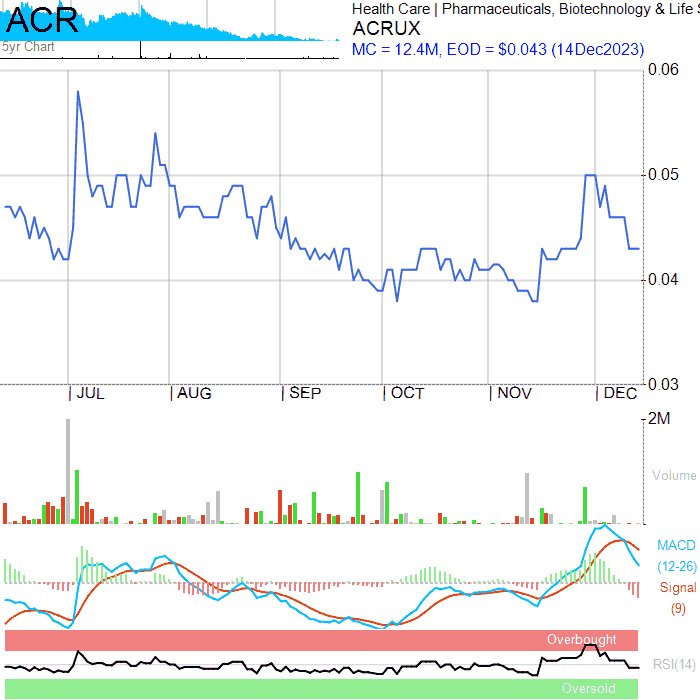 ACR
5yr Chart
Health Care | Pharmaceuticals, Biotechnology & Life S
ACRUX
MC = 12.4M, EOD = $0.043 (14Dec2023)
0.06
0.05
0.04
0.03
JUL AUG SEP OCT NOV DEC
2M
Volume
MACD
(12-26)
Signal
(9)
Overbought
RSI(14)
Oversold